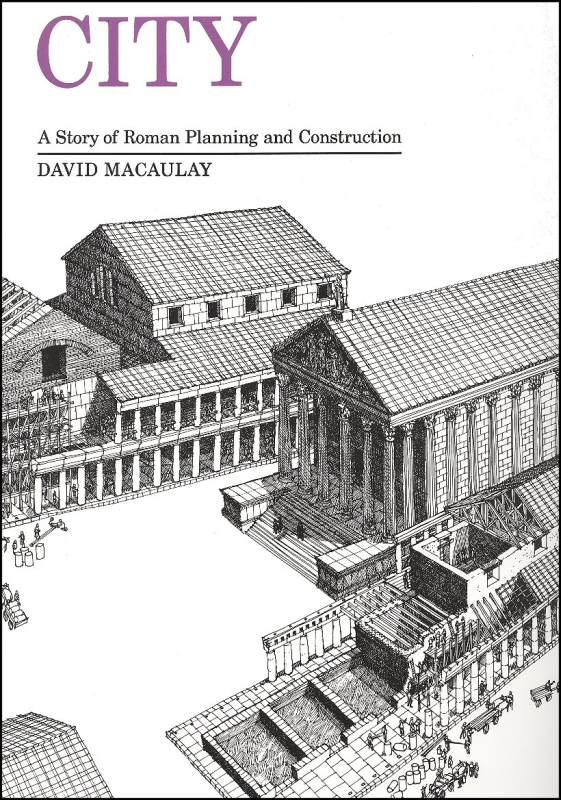 CITY
A Story of Roman Planning and Construction
DAVID MACAULAY